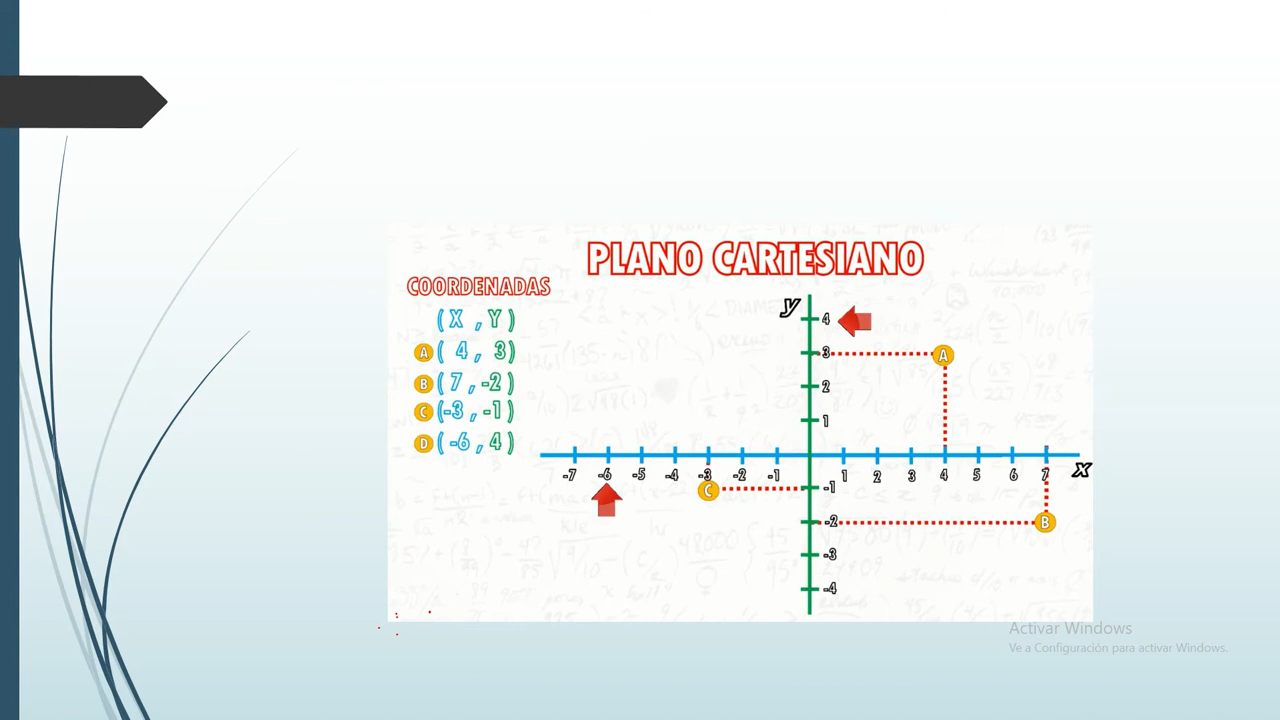 PLANO CARTESIANO
COORDENADAS
(X , Y)
A ( 4 , 3)
B ( 7 , -2)
C (-3 , -1)
D ( -6 , 4)
y
4
3
A
2
1
-7 -6 -5 -4 -3 -2 -1 1 2 3 4 5 6 7 x
C
-1
-2
B
-3
-4
Activar Windows
Ve a Configuración para activar Windows.